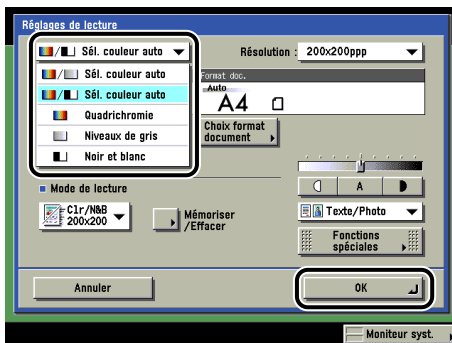 Réglages de lecture
Sél. couleur auto
Résolution : 200x200ppp
Sél. couleur auto
Sél. couleur auto
Quadrichromie
Niveaux de gris
Noir et blanc
Format doc.
Auto
A4
Choix format
document
Mode de lecture
Clr/N&B
200x200
Mémoriser
/Effacer
A
Texte/Photo
Fonctions
spéciales
Annuler
OK
Moniteur syst.